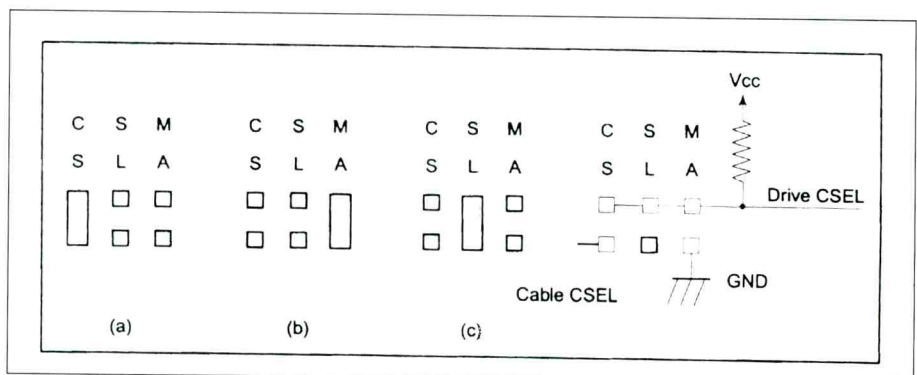 Vcc
C S M C S M C S M C S M
S L A S L A S L A S L A
Drive CSEL
Cable CSEL
GND
(a) (b) (c)